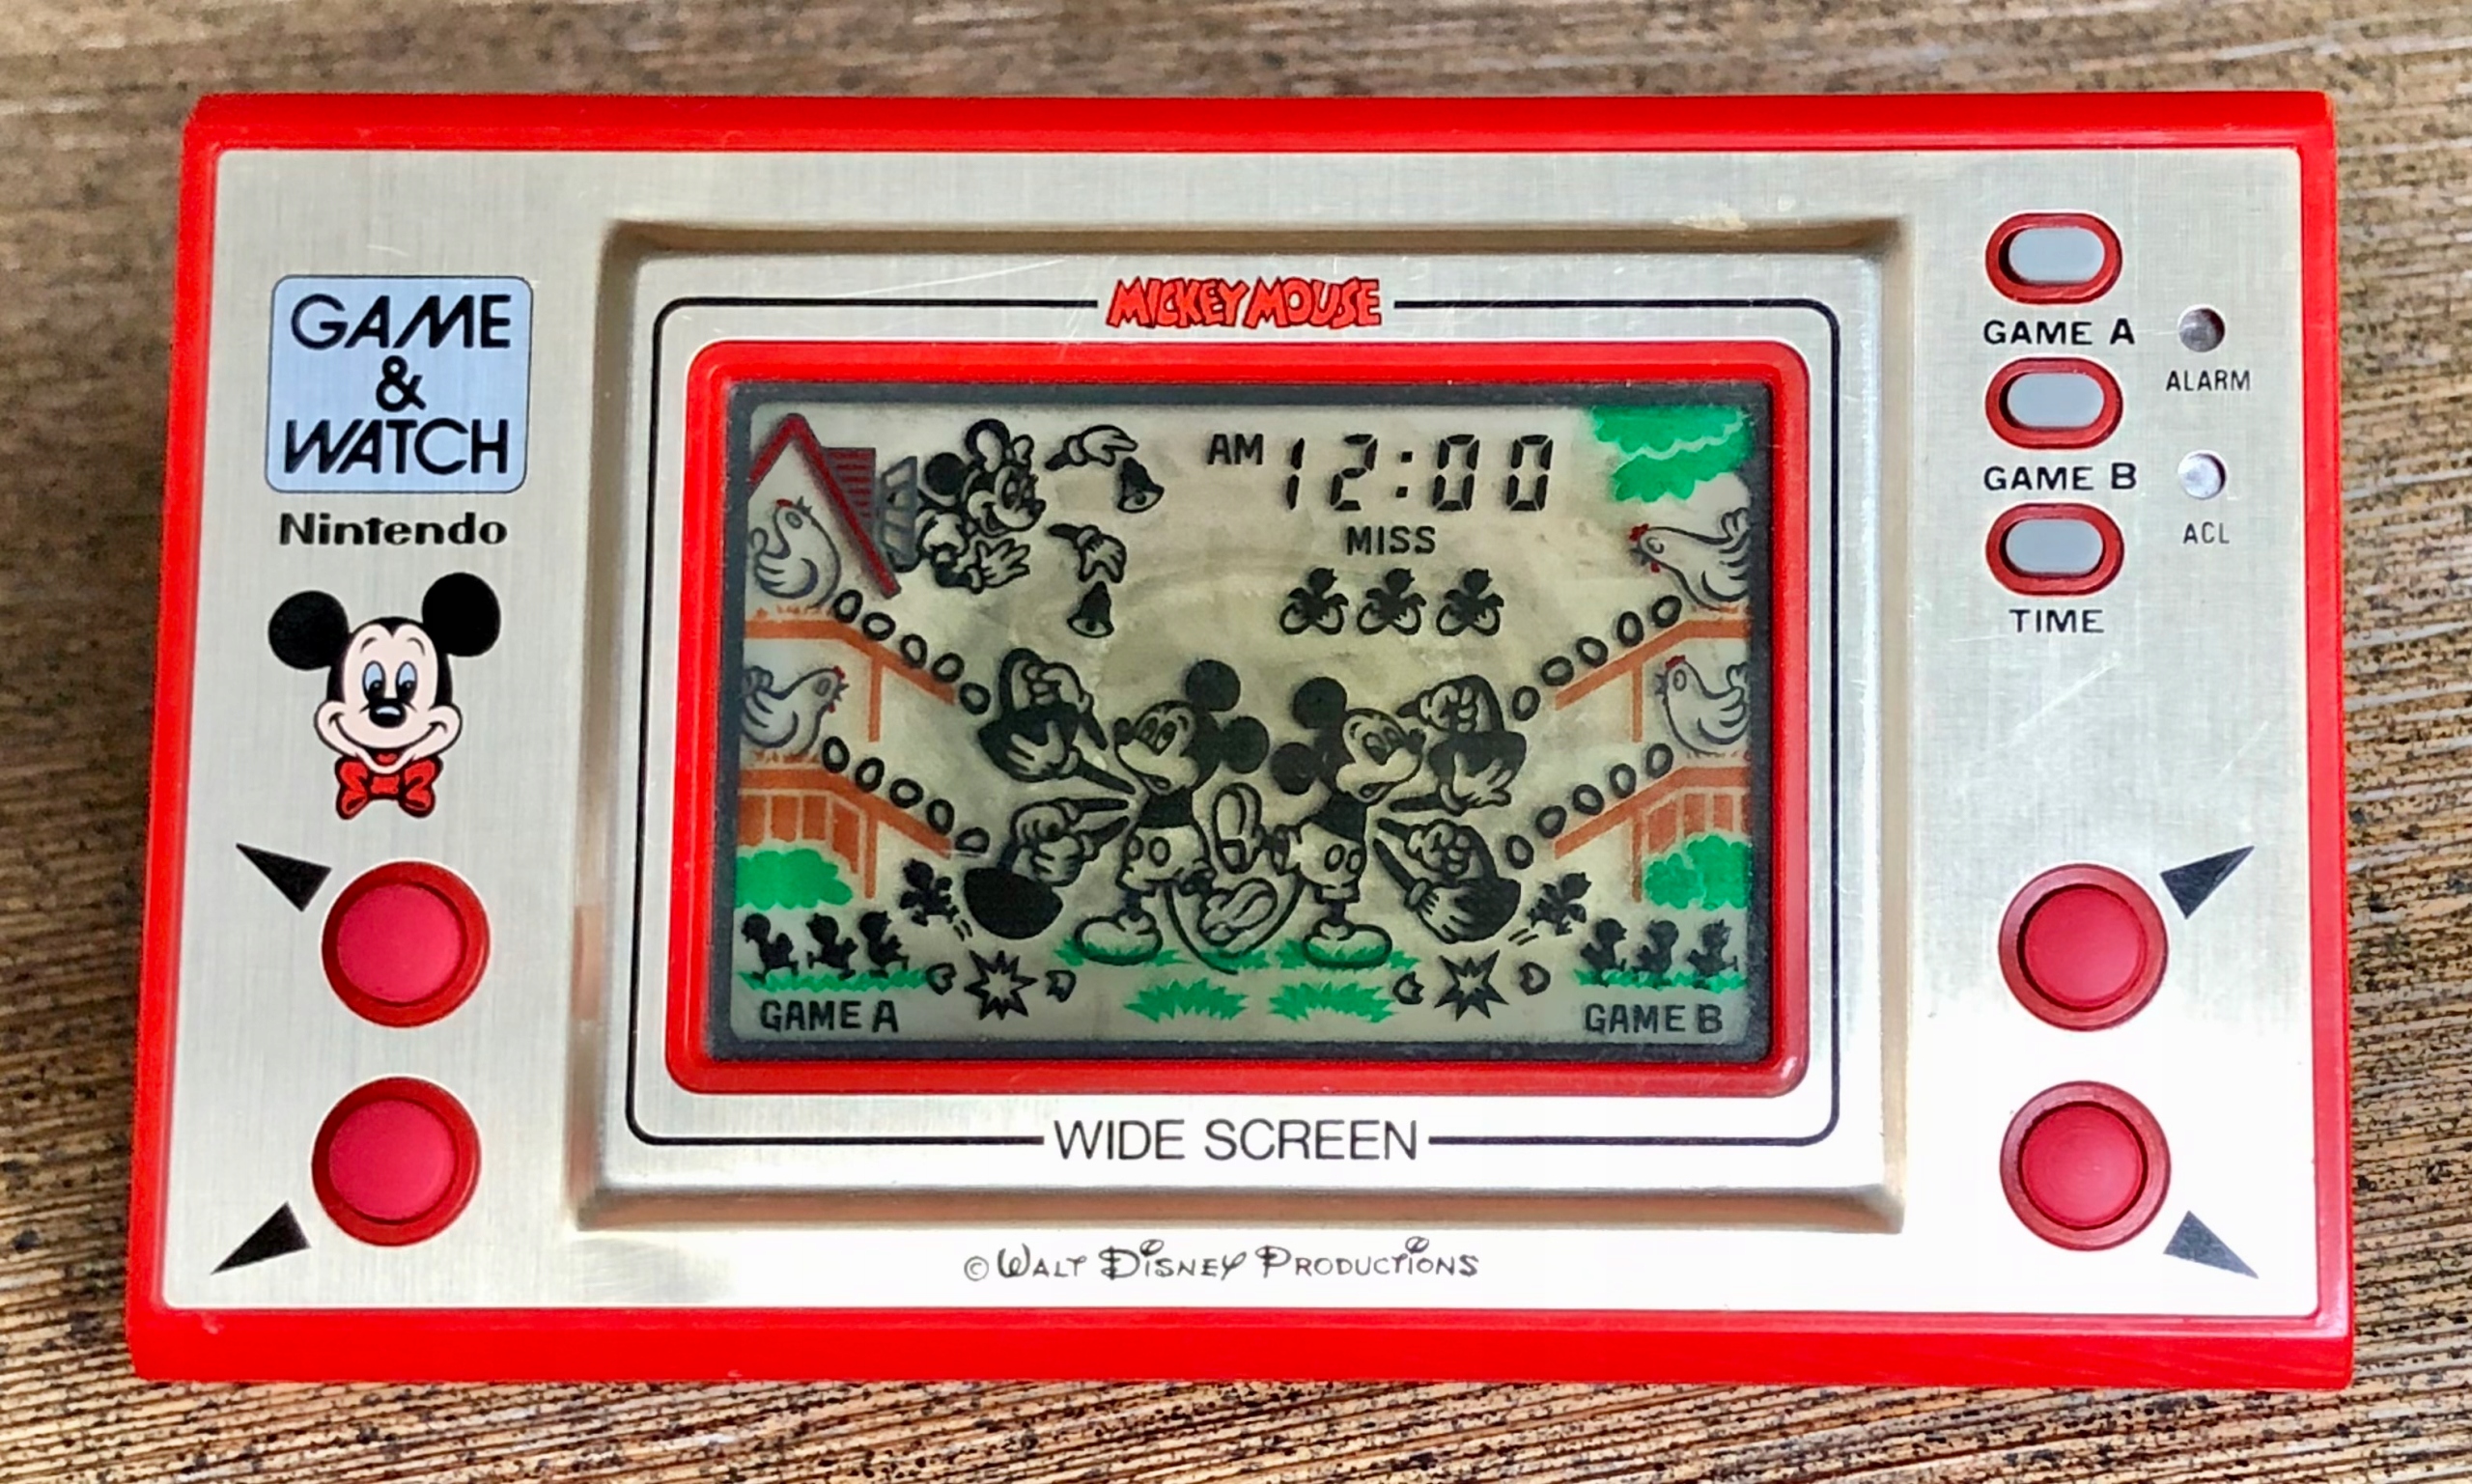 GAME
&
WATCH
Nintendo
MICKEY MOUSE
AM 12:00
MISS
GAME A
GAME B
WIDE SCREEN
© WALT DISNEY PRODUCTIONS
GAME A
ALARM
GAME B
ACL
TIME